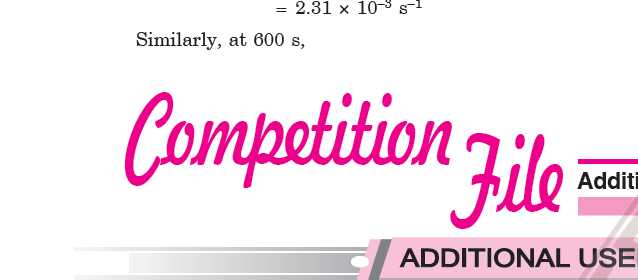 = 2.31 × 10⁻³ s⁻¹
Similarly, at 600 s,
Competition
File
Additi
ADDITIONAL USE